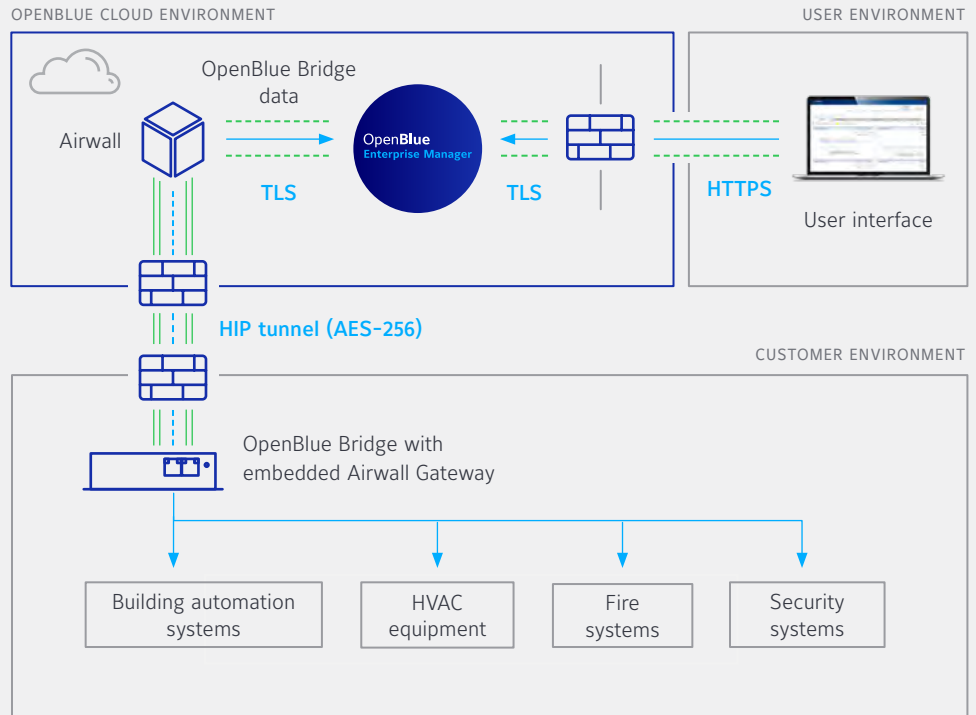 OPENBLUE CLOUD ENVIRONMENT
USER ENVIRONMENT
OpenBlue Bridge
data
Airwall
OpenBlue
Enterprise Manager
TLS
TLS
HTTPS
User interface
HIP tunnel (AES-256)
CUSTOMER ENVIRONMENT
OpenBlue Bridge with
embedded Airwall Gateway
Building automation
systems
HVAC
equipment
Fire
systems
Security
systems